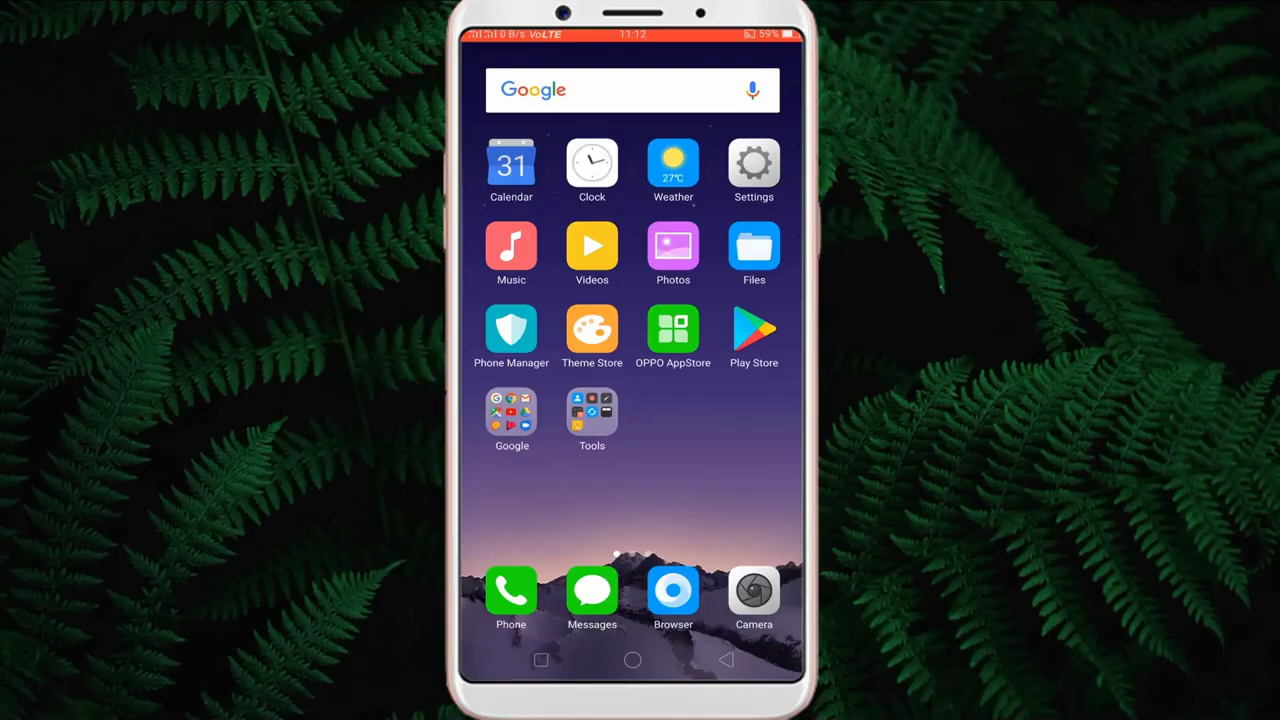 0 B/s VoLTE 11:12 59%
Google
31 27°C
Calendar Clock Weather Settings
Music Videos Photos Files
Phone Manager Theme Store OPPO AppStore Play Store
Google Tools
Phone Messages Browser Camera